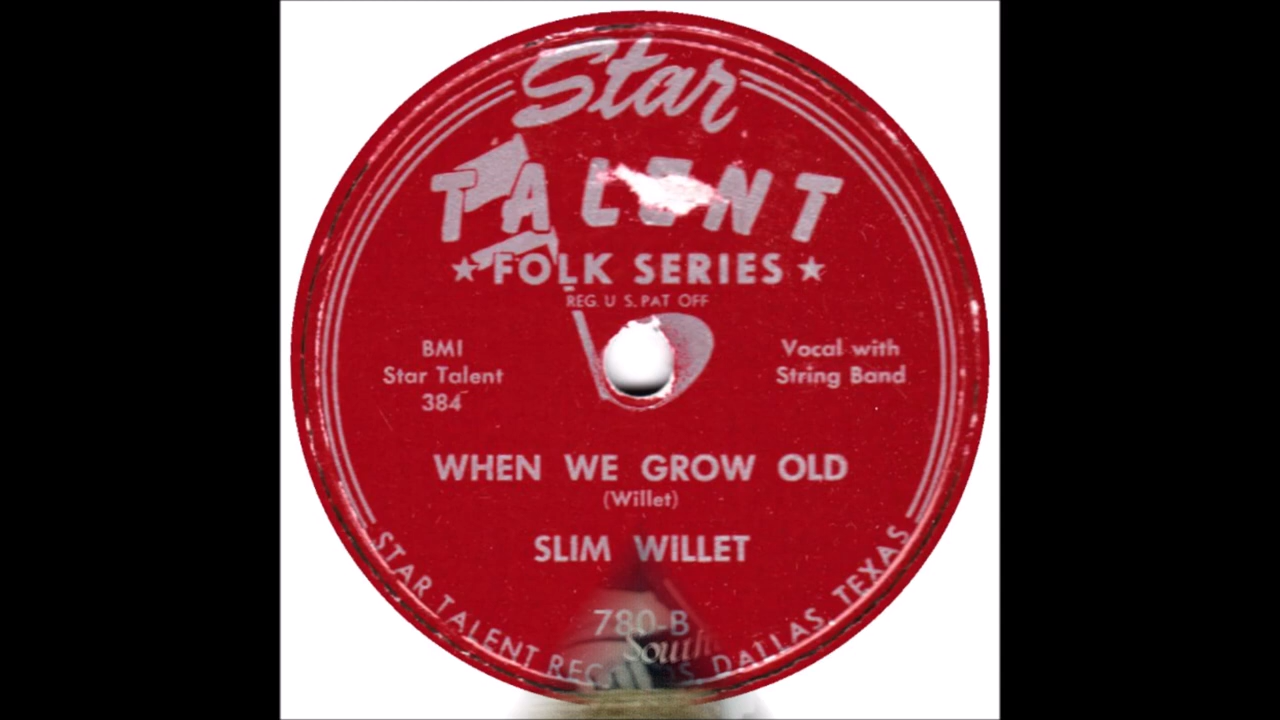 Star
TALENT
★ FOLK SERIES ★
REG. U S. PAT OFF
BMI
Star Talent
384
Vocal with
String Band
WHEN WE GROW OLD
(Willet)
SLIM WILLET
780-B
STAR TALENT RECORDS, DALLAS, TEXAS